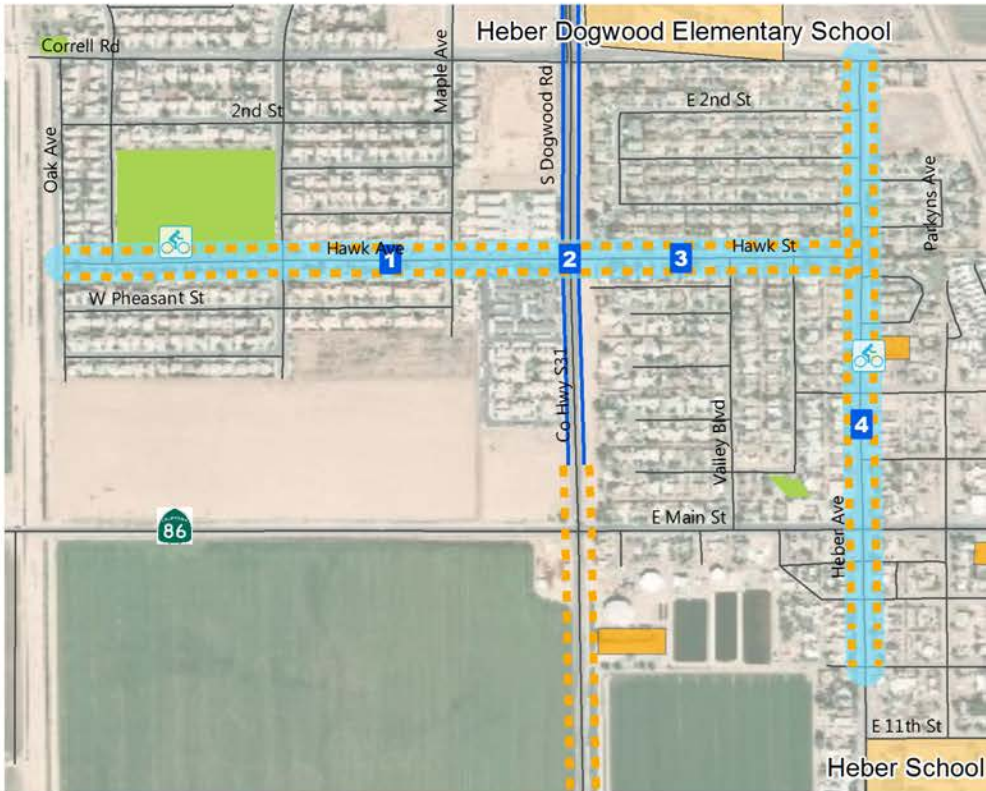 Heber Dogwood Elementary School
Correll Rd
Maple Ave
S Dogwood Rd
E 2nd St
2nd St
Oak Ave
Parkyns Ave
Hawk Ave
Hawk St
1
2
3
W Pheasant St
Co Hwy S31
4
Valley Blvd
E Main St
CALIFORNIA
86
Heber Ave
E 11th St
Heber School